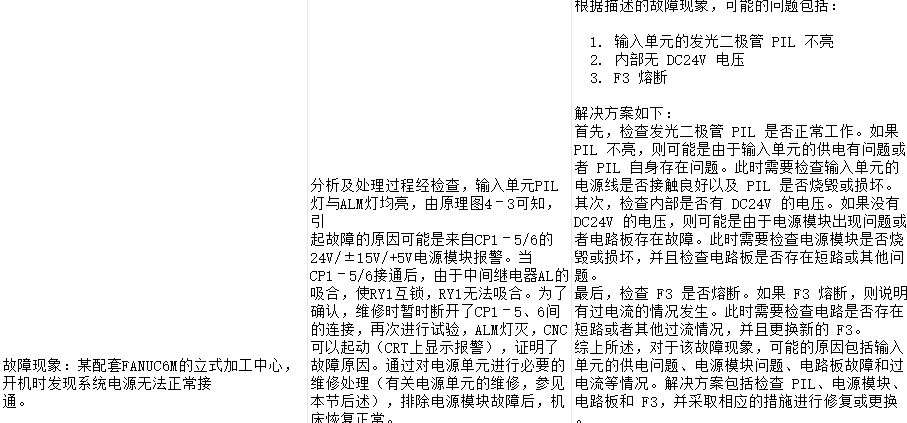 故障现象：某配套FANUC6M的立式加工中心，
开机时发现系统电源无法正常接
通。
分析及处理过程经检查，输入单元PIL
灯与ALM灯均亮，由原理图4－3可知，
引
起故障的原因可能是来自CP1－5/6的
24V/±15V/+5V电源模块报警。当
CP1－5/6接通后，由于中间继电器AL的
吸合，使RY1互锁，RY1无法吸合。为了
确认，维修时暂时断开了CP1－5、6间
的连接，再次进行试验，ALM灯灭，CNC
可以起动（CRT上显示报警），证明了
故障原因。通过对电源单元进行必要的
维修处理（有关电源单元的维修，参见
本节后述），排除电源模块故障后，机
床恢复正常。
根据描述的故障现象，可能的问题包括：
1. 输入单元的发光二极管 PIL 不亮
2. 内部无 DC24V 电压
3. F3 熔断
解决方案如下：
首先，检查发光二极管 PIL 是否正常工作。如果
PIL 不亮，则可能是由于输入单元的供电有问题或
者 PIL 自身存在问题。此时需要检查输入单元的
电源线是否接触良好以及 PIL 是否烧毁或损坏。
其次，检查内部是否有 DC24V 的电压。如果没有
DC24V 的电压，则可能是由于电源模块出现问题或
者电路板存在故障。此时需要检查电源模块是否烧
毁或损坏，并且检查电路板是否存在短路或其他问
题。
最后，检查 F3 是否熔断。如果 F3 熔断，则说明
有过电流的情况发生。此时需要检查电路是否存在
短路或者其他过流情况，并且更换新的 F3。
综上所述，对于该故障现象，可能的原因包括输入
单元的供电问题、电源模块问题、电路板故障和过
电流等情况。解决方案包括检查 PIL、电源模块、
电路板和 F3，并采取相应的措施进行修复或更换
。